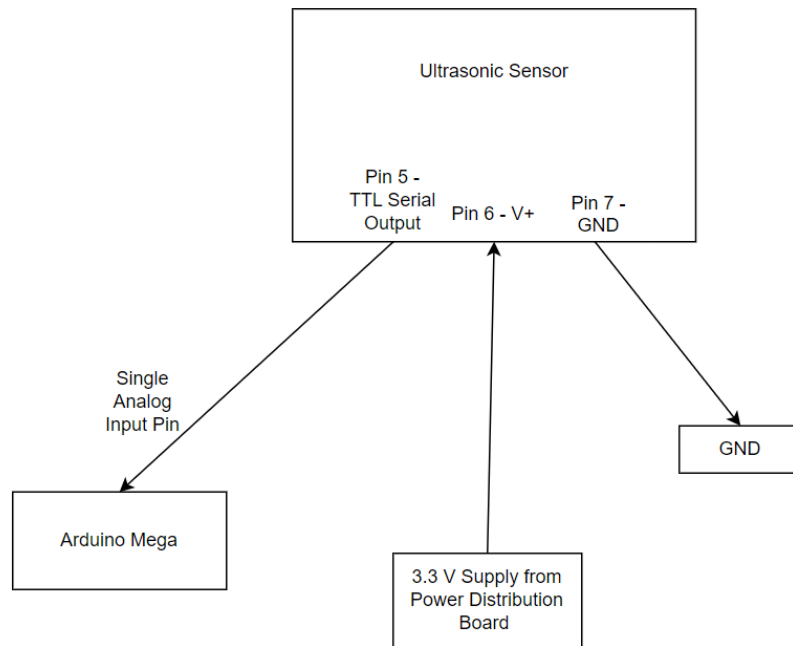 Ultrasonic Sensor
Pin 5 -
TTL Serial
Output
Pin 6 - V+
Pin 7 -
GND
Single
Analog
Input Pin
GND
Arduino Mega
3.3 V Supply from
Power Distribution
Board